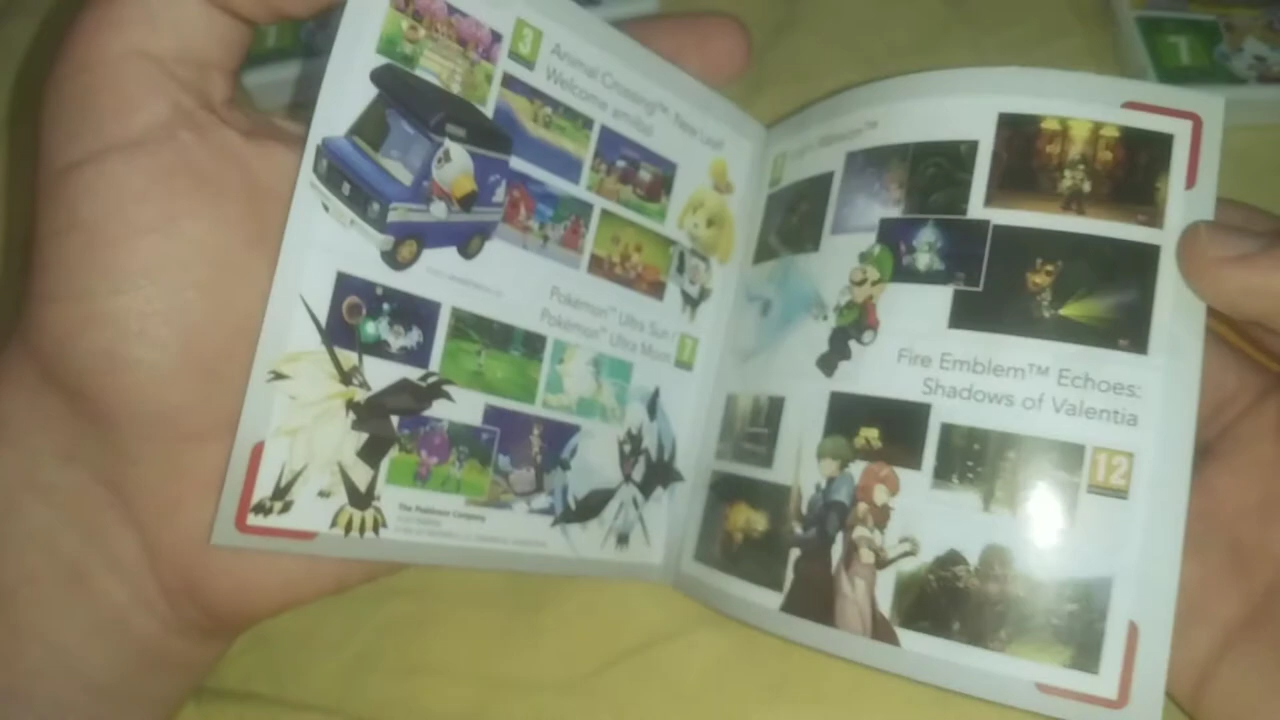 3
Animal Crossing™: New Leaf
Welcome amiibo
Pokémon™ Ultra Sun /
Pokémon™ Ultra Moon
7
The Pokémon Company
Fire Emblem™ Echoes:
Shadows of Valentia
12
7